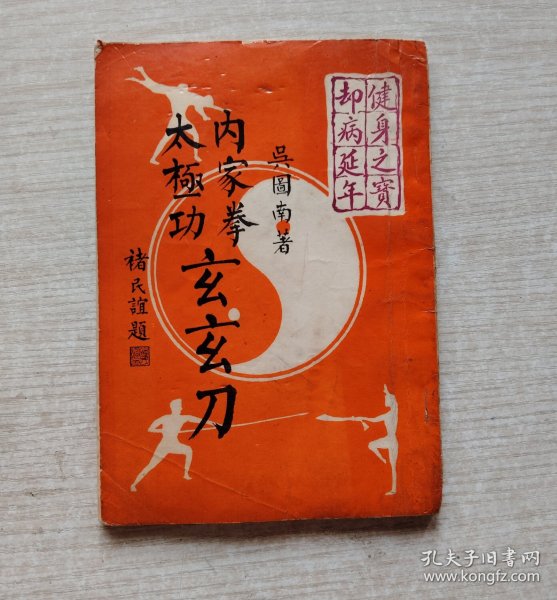 健身之寶
却病延年
吳圖南著
內家拳
太極功
玄玄刀
褚民誼題
孔夫子旧书网
www.kongfz.com